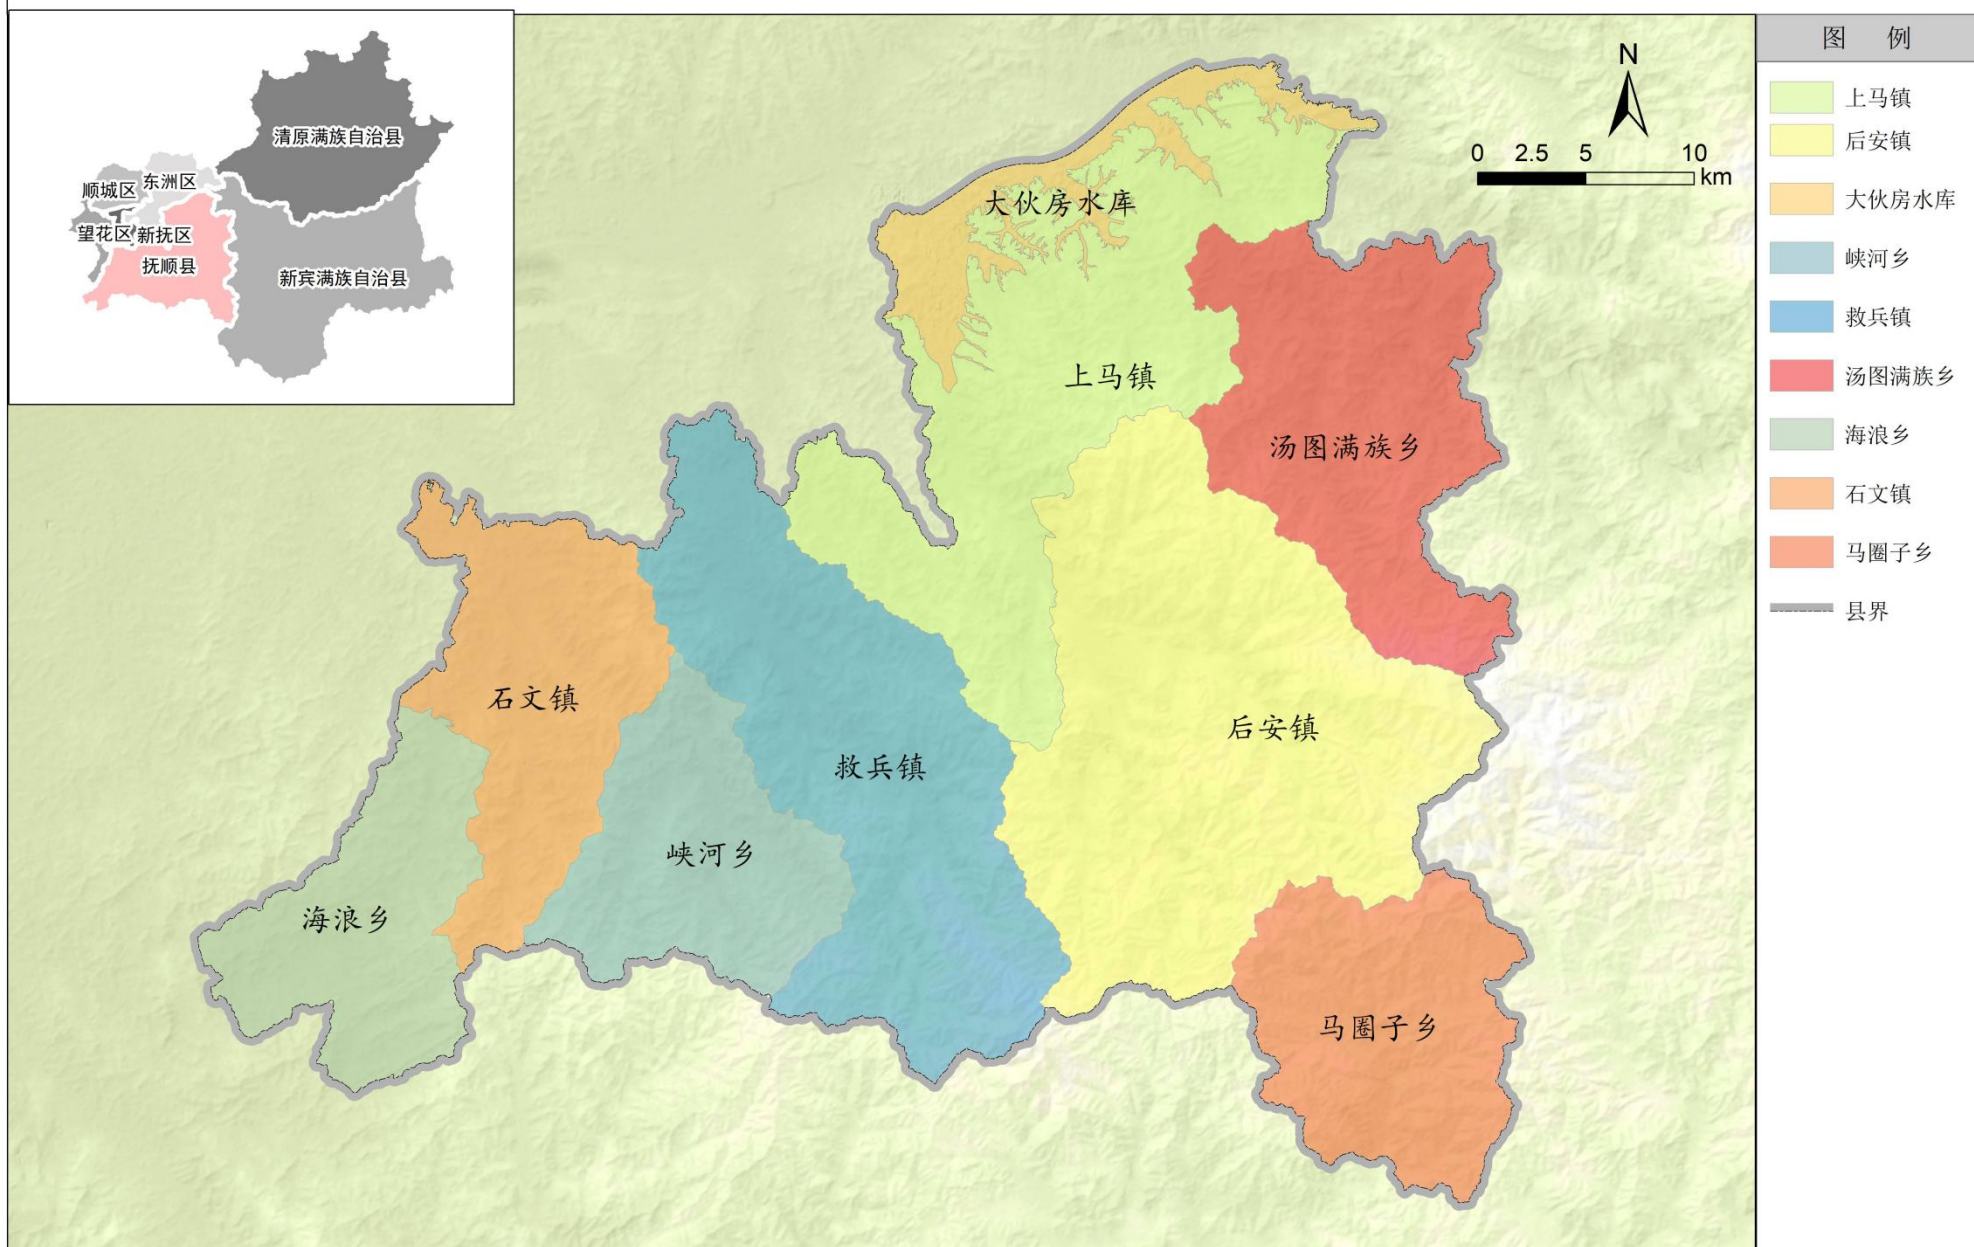 清原满族自治县
东洲区
顺城区
望花区
新抚区
抚顺县
新宾满族自治县
N
0 2.5 5 10
km
大伙房水库
上马镇
汤图满族乡
石文镇
后安镇
救兵镇
峡河乡
海浪乡
马圈子乡
图 例
上马镇
后安镇
大伙房水库
峡河乡
救兵镇
汤图满族乡
海浪乡
石文镇
马圈子乡
县界